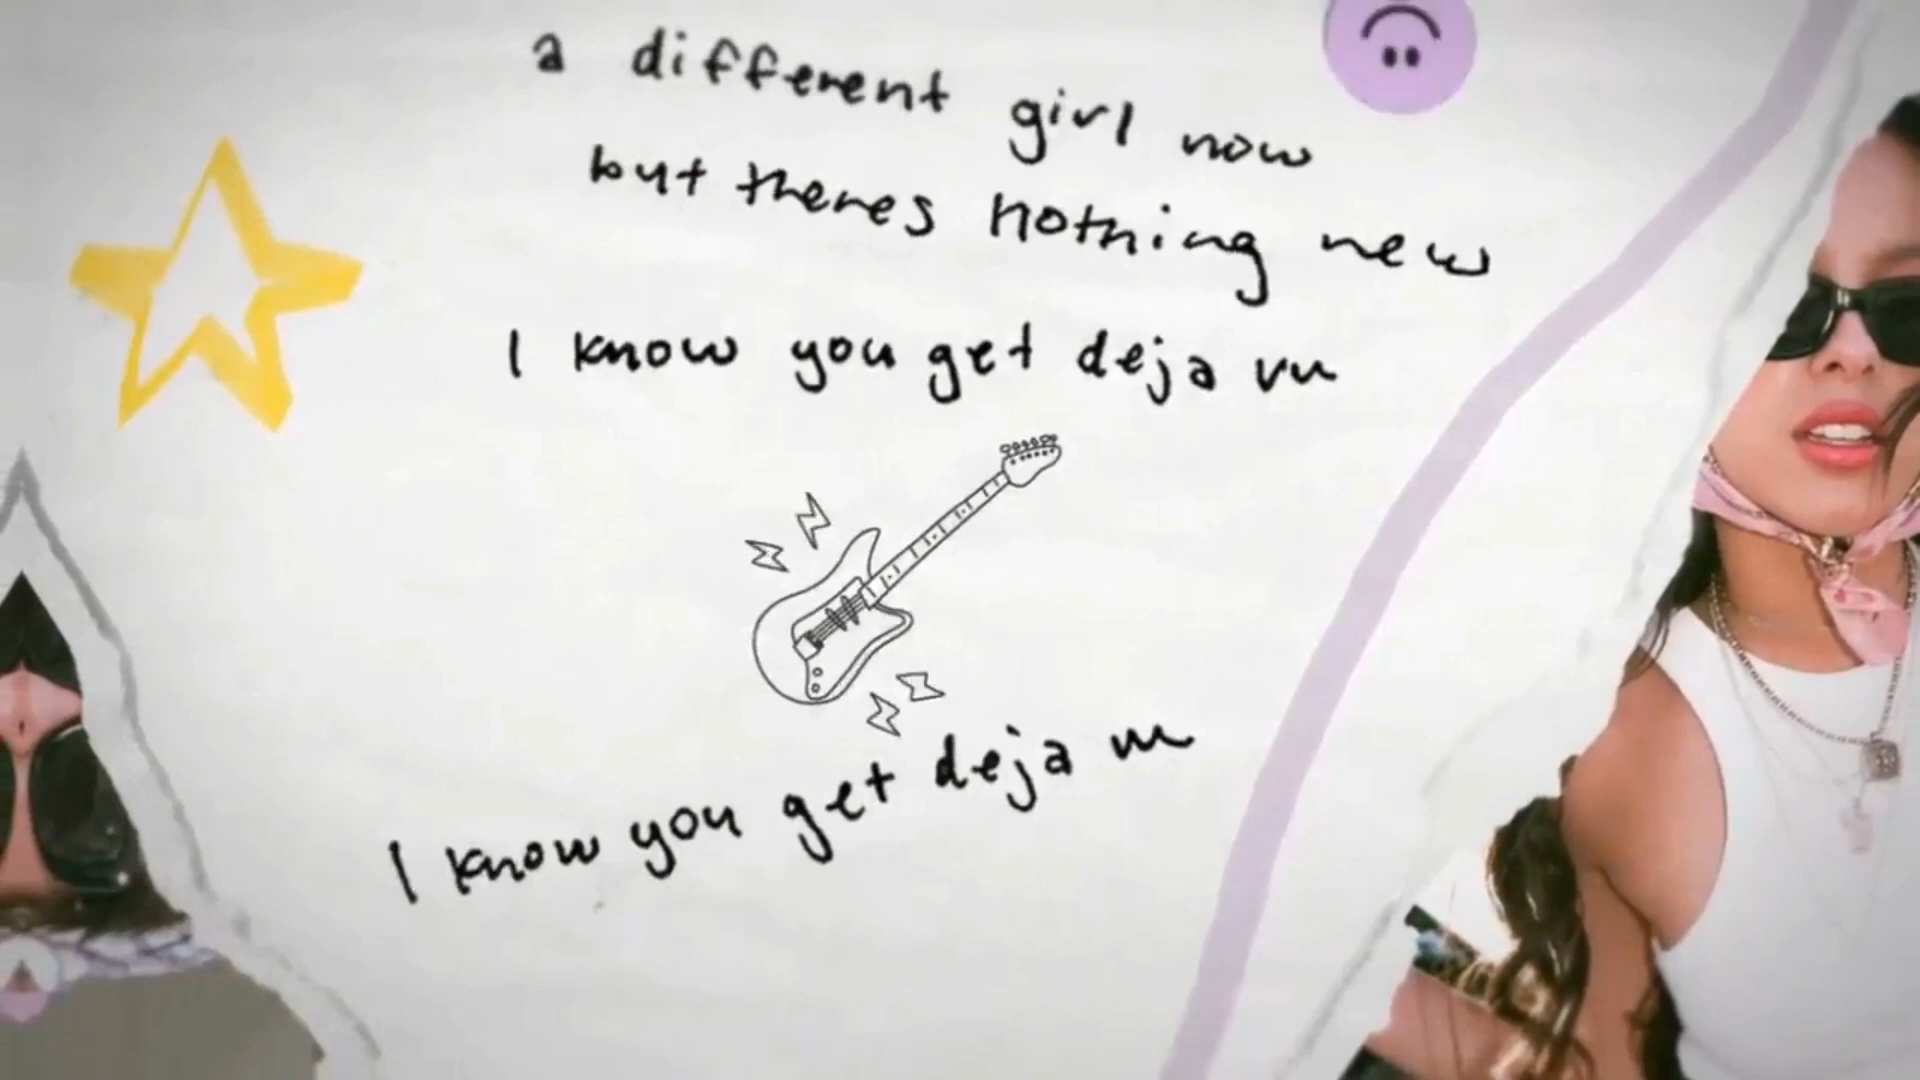 a different girl now
but theres nothing new
I know you get deja vu
I know you get deja vu